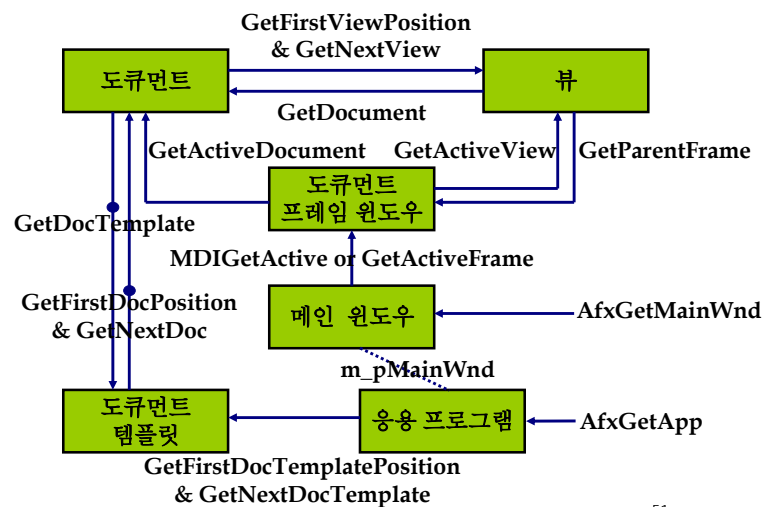 GetFirstViewPosition
& GetNextView
도큐먼트
뷰
GetDocument
GetActiveDocument
GetActiveView
GetParentFrame
도큐먼트
프레임 윈도우
GetDocTemplate
MDIGetActive or GetActiveFrame
GetFirstDocPosition
& GetNextDoc
메인 윈도우
AfxGetMainWnd
m_pMainWnd
도큐먼트
템플릿
응용 프로그램
AfxGetApp
GetFirstDocTemplatePosition
& GetNextDocTemplate